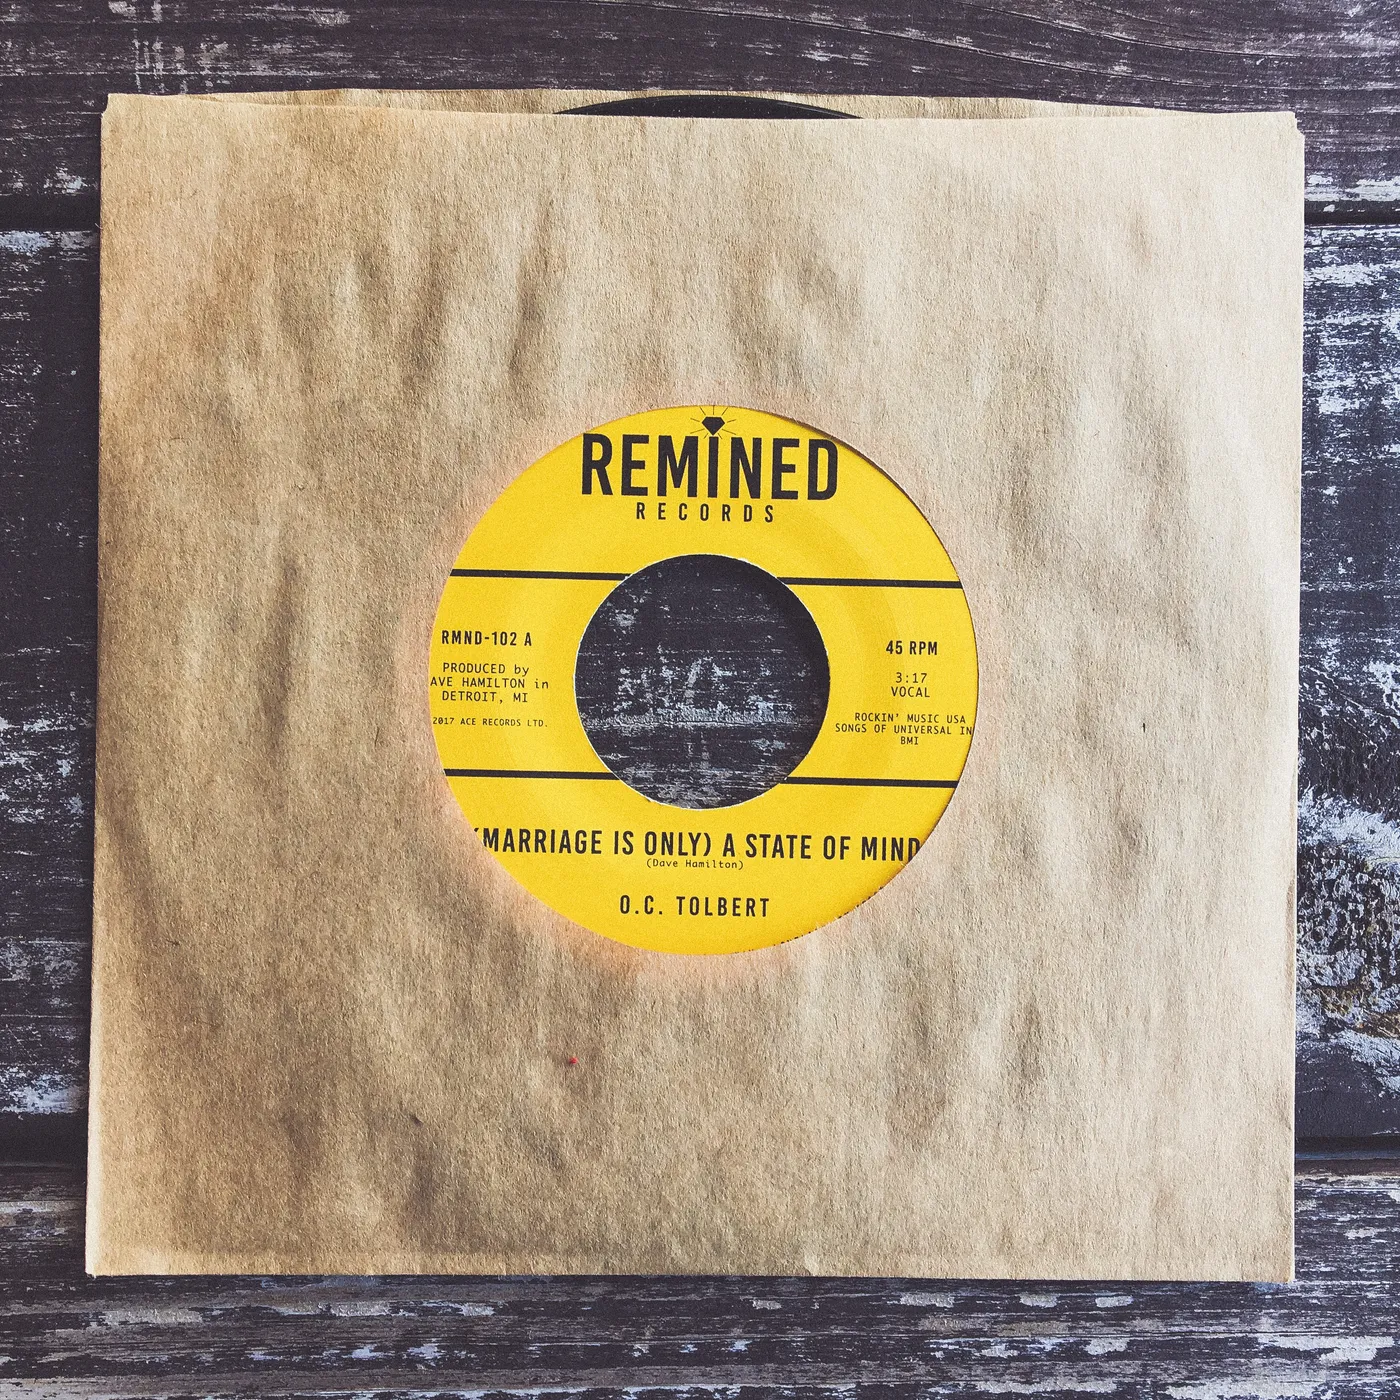 REMINED
RECORDS
RMND-102 A
PRODUCED by
AVE HAMILTON in
DETROIT, MI
2017 ACE RECORDS LTD.
45 RPM
3:17
VOCAL
ROCKIN' MUSIC USA
SONGS OF UNIVERSAL IN
BMI
(MARRIAGE IS ONLY) A STATE OF MIND
(Dave Hamilton)
O.C. TOLBERT